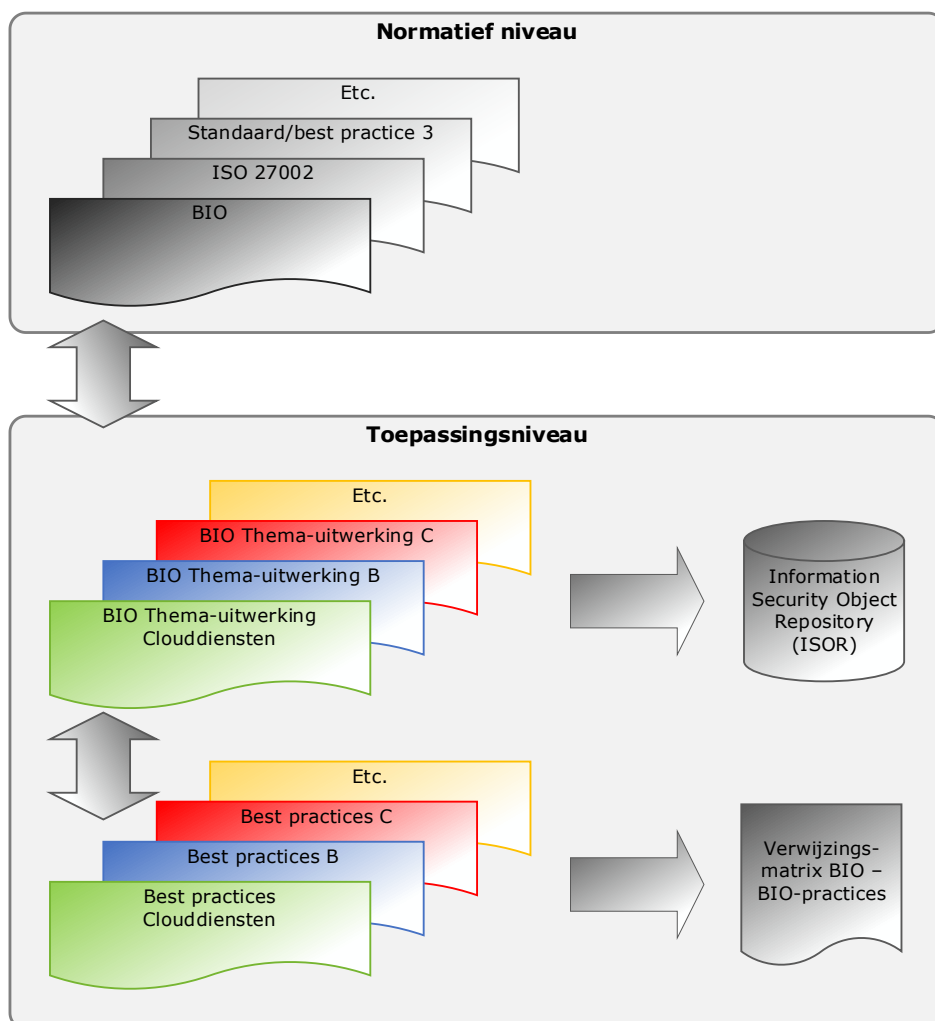 Normatief niveau
Etc.
Standaard/best practice 3
ISO 27002
BIO
Toepassingsniveau
Etc.
BIO Thema-uitwerking C
BIO Thema-uitwerking B
BIO Thema-uitwerking
Clouddiensten
Information
Security Object
Repository
(ISOR)
Etc.
Best practices C
Best practices B
Best practices
Clouddiensten
Verwijzings-
matrix BIO –
BIO-practices